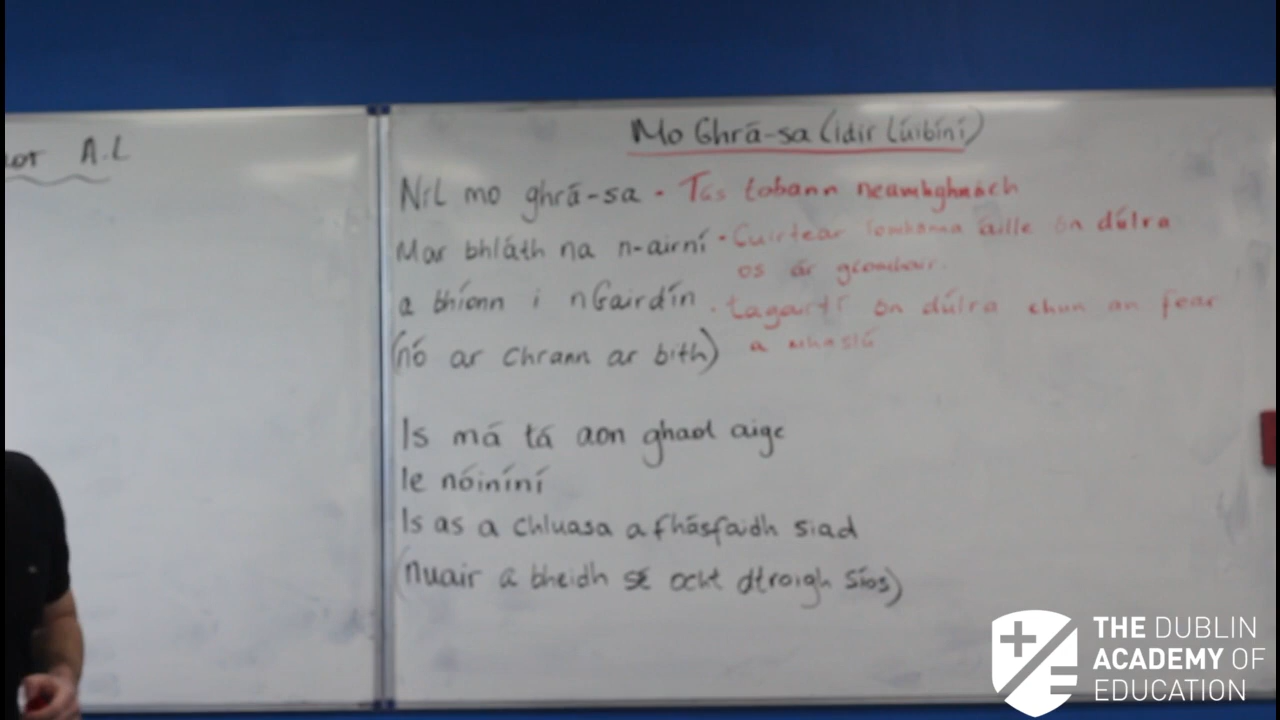 A.L
Mo Ghrá-sa (idir Lúibíní)
Níl mo ghrá-sa • Tús tobann neamhghnách
Mar bhláth na n-airní • Cuirtear íomhánna áille ón dúlra
os ár gcomhair.
a bhíonn i nGairdín • tagairtí ón dúlra chun an fear
a mhaslú
(nó ar chrann ar bith)
Is má tá aon ghaol aige
le nóiníní
Is as a chluasa a fhásfaidh siad
(nuair a bheidh sé ocht dtroigh síos)
THE DUBLIN
ACADEMY OF
EDUCATION